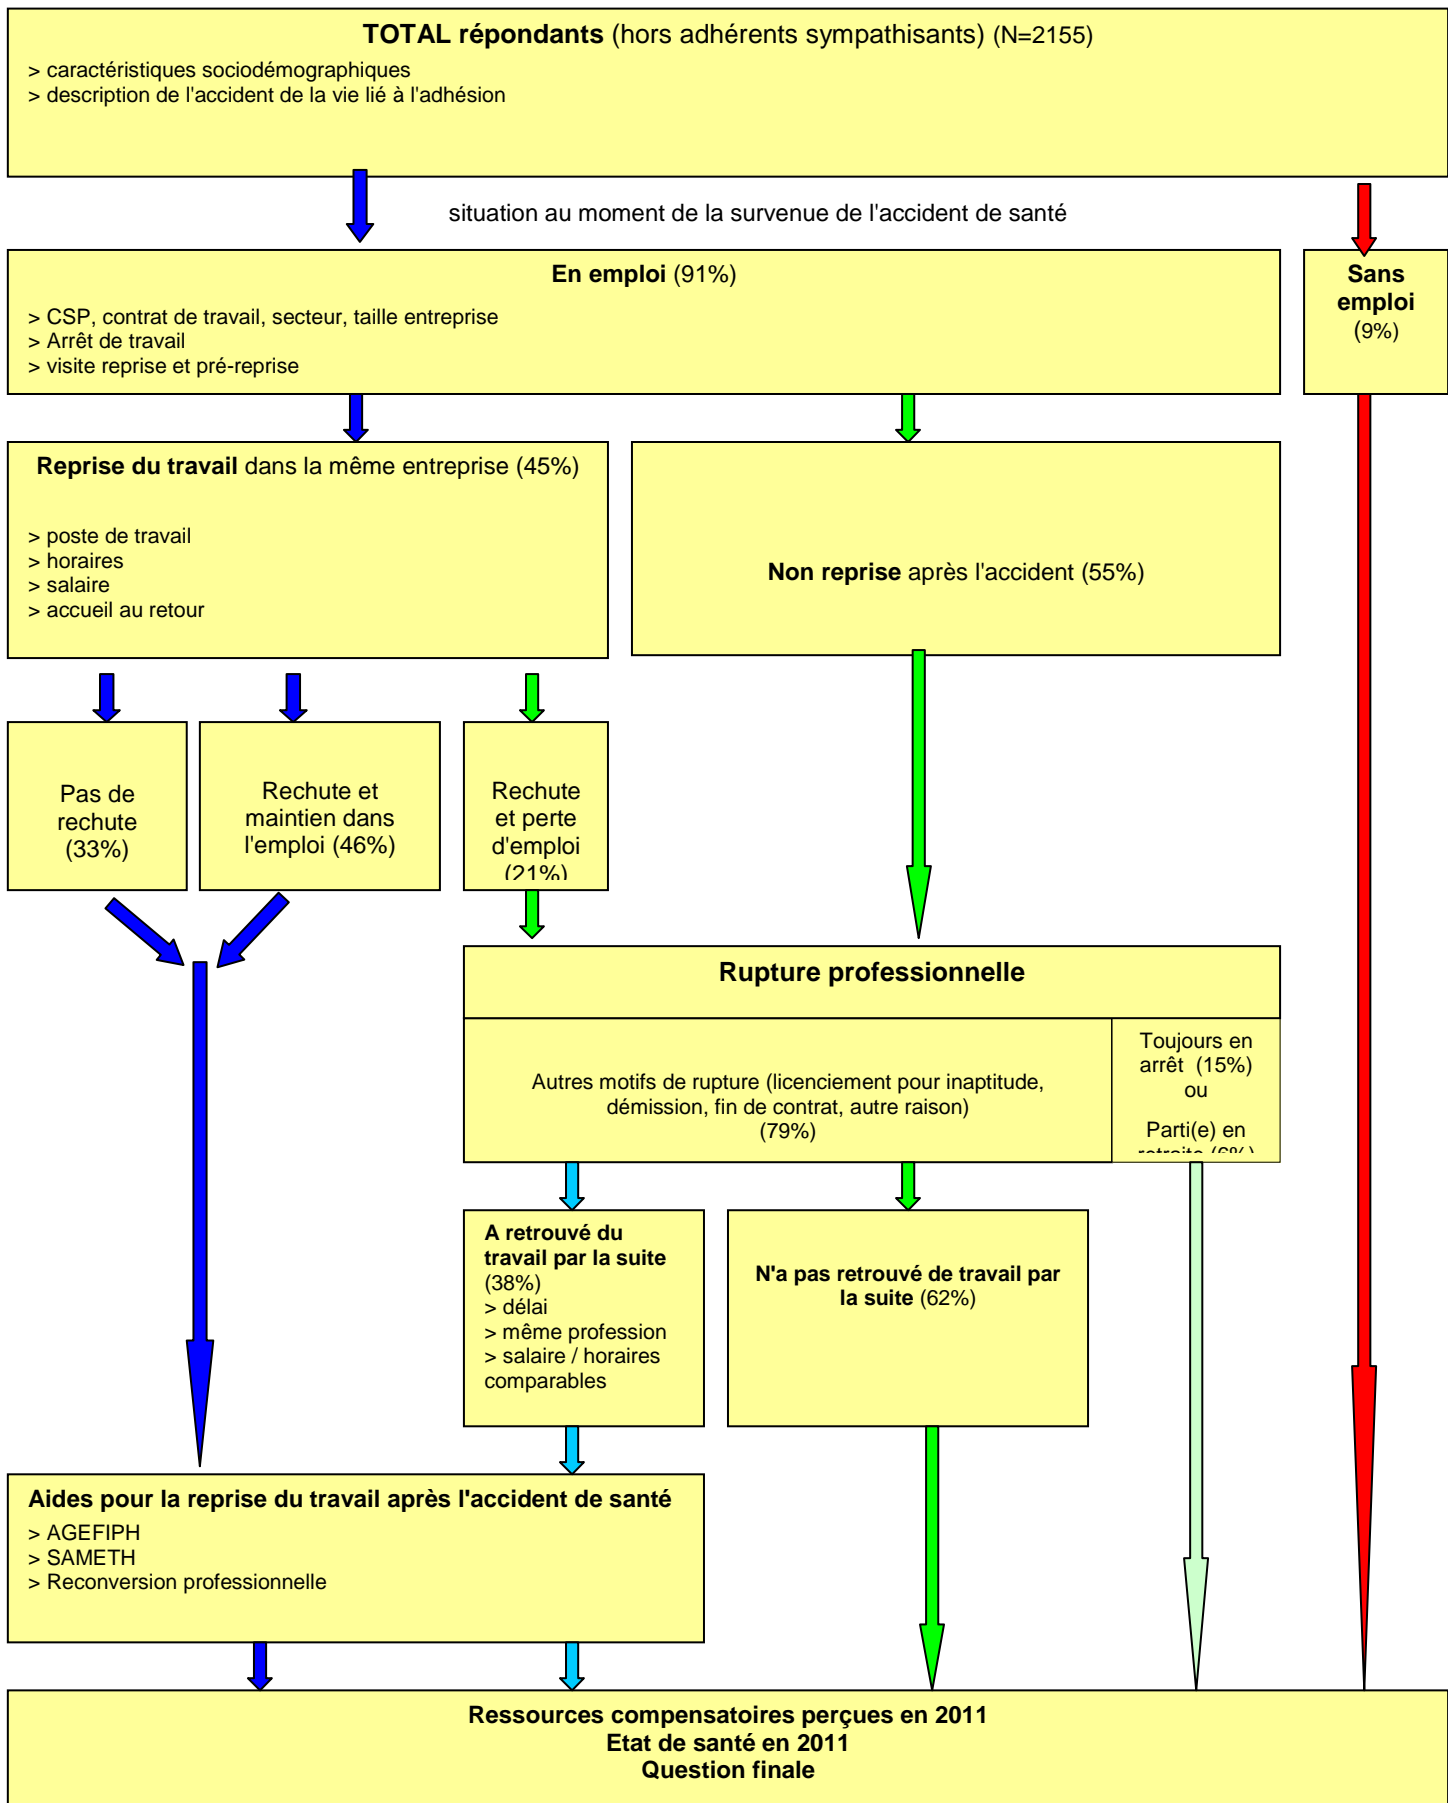 TOTAL répondants (hors adhérents sympathisants) (N=2155)
> caractéristiques sociodémographiques
> description de l'accident de la vie lié à l'adhésion
situation au moment de la survenue de l'accident de santé
En emploi (91%)
> CSP, contrat de travail, secteur, taille entreprise
> Arrêt de travail
> visite reprise et pré-reprise
Sans
emploi
(9%)
Reprise du travail dans la même entreprise (45%)
> poste de travail
> horaires
> salaire
> accueil au retour
Non reprise après l'accident (55%)
Pas de
rechute
(33%)
Rechute et
maintien dans
l'emploi (46%)
Rechute
et perte
d'emploi
(21%)
Rupture professionnelle
Autres motifs de rupture (licenciement pour inaptitude,
démission, fin de contrat, autre raison)
(79%)
Toujours en
arrêt (15%)
ou
Parti(e) en
retraite (6%)
A retrouvé du
travail par la suite
(38%)
> délai
> même profession
> salaire / horaires
comparables
N'a pas retrouvé de travail par
la suite (62%)
Aides pour la reprise du travail après l'accident de santé
> AGEFIPH
> SAMETH
> Reconversion professionnelle
Ressources compensatoires perçues en 2011
Etat de santé en 2011
Question finale